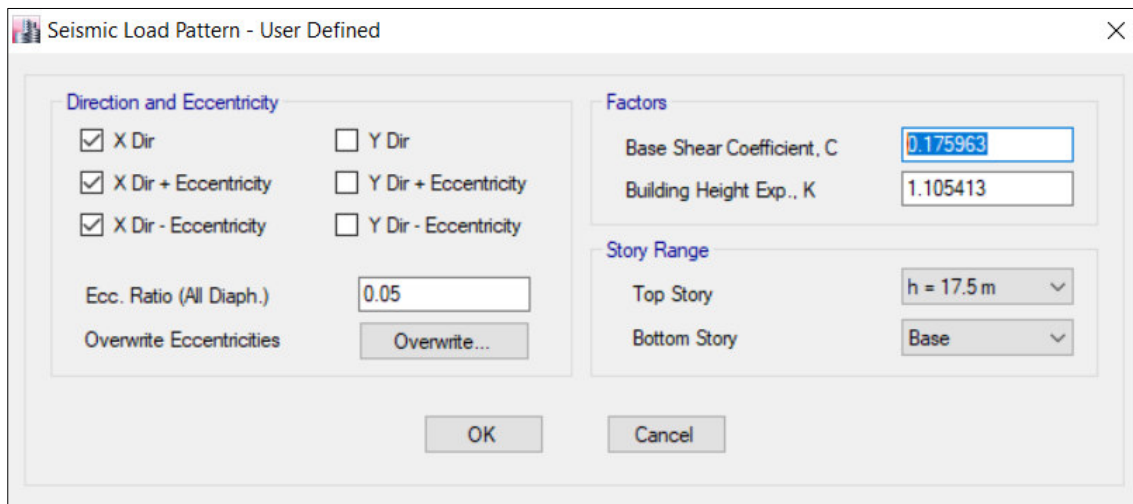 Seismic Load Pattern - User Defined
Direction and Eccentricity
X Dir
Y Dir
X Dir + Eccentricity
Y Dir + Eccentricity
X Dir - Eccentricity
Y Dir - Eccentricity
Ecc. Ratio (All Diaph.)
0.05
Overwrite Eccentricities
Overwrite...
Factors
Base Shear Coefficient, C
0.175963
Building Height Exp., K
1.105413
Story Range
Top Story
h = 17.5 m
Bottom Story
Base
OK
Cancel